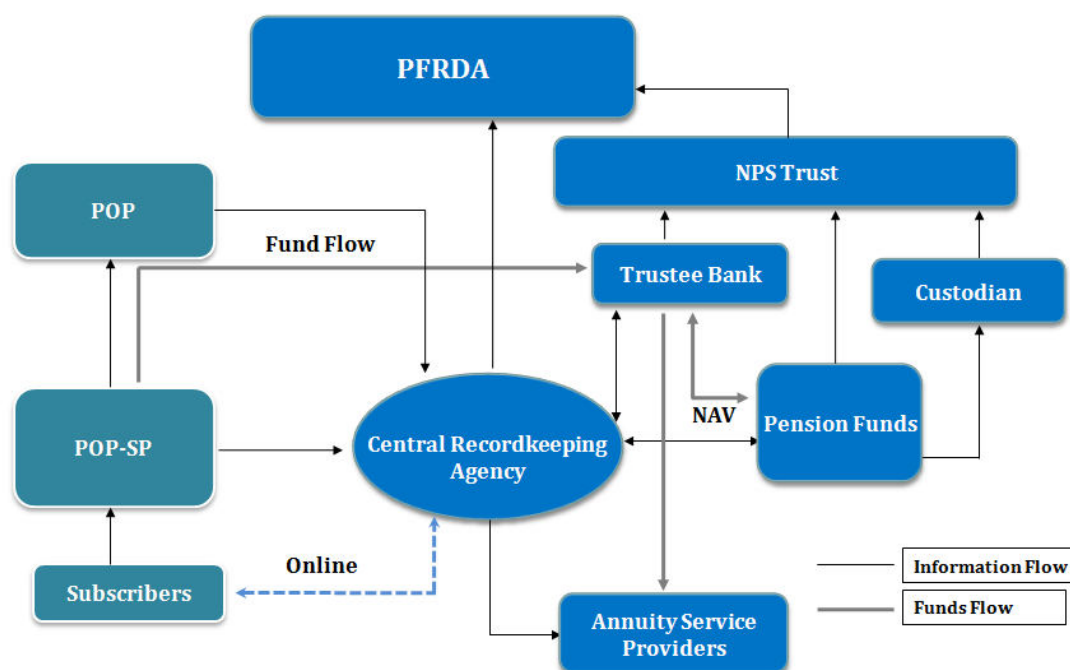 PFRDA
NPS Trust
POP
Fund Flow
Trustee Bank
Custodian
POP-SP
Central Recordkeeping
Agency
NAV
Pension Funds
Online
Subscribers
Annuity Service
Providers
Information Flow
Funds Flow